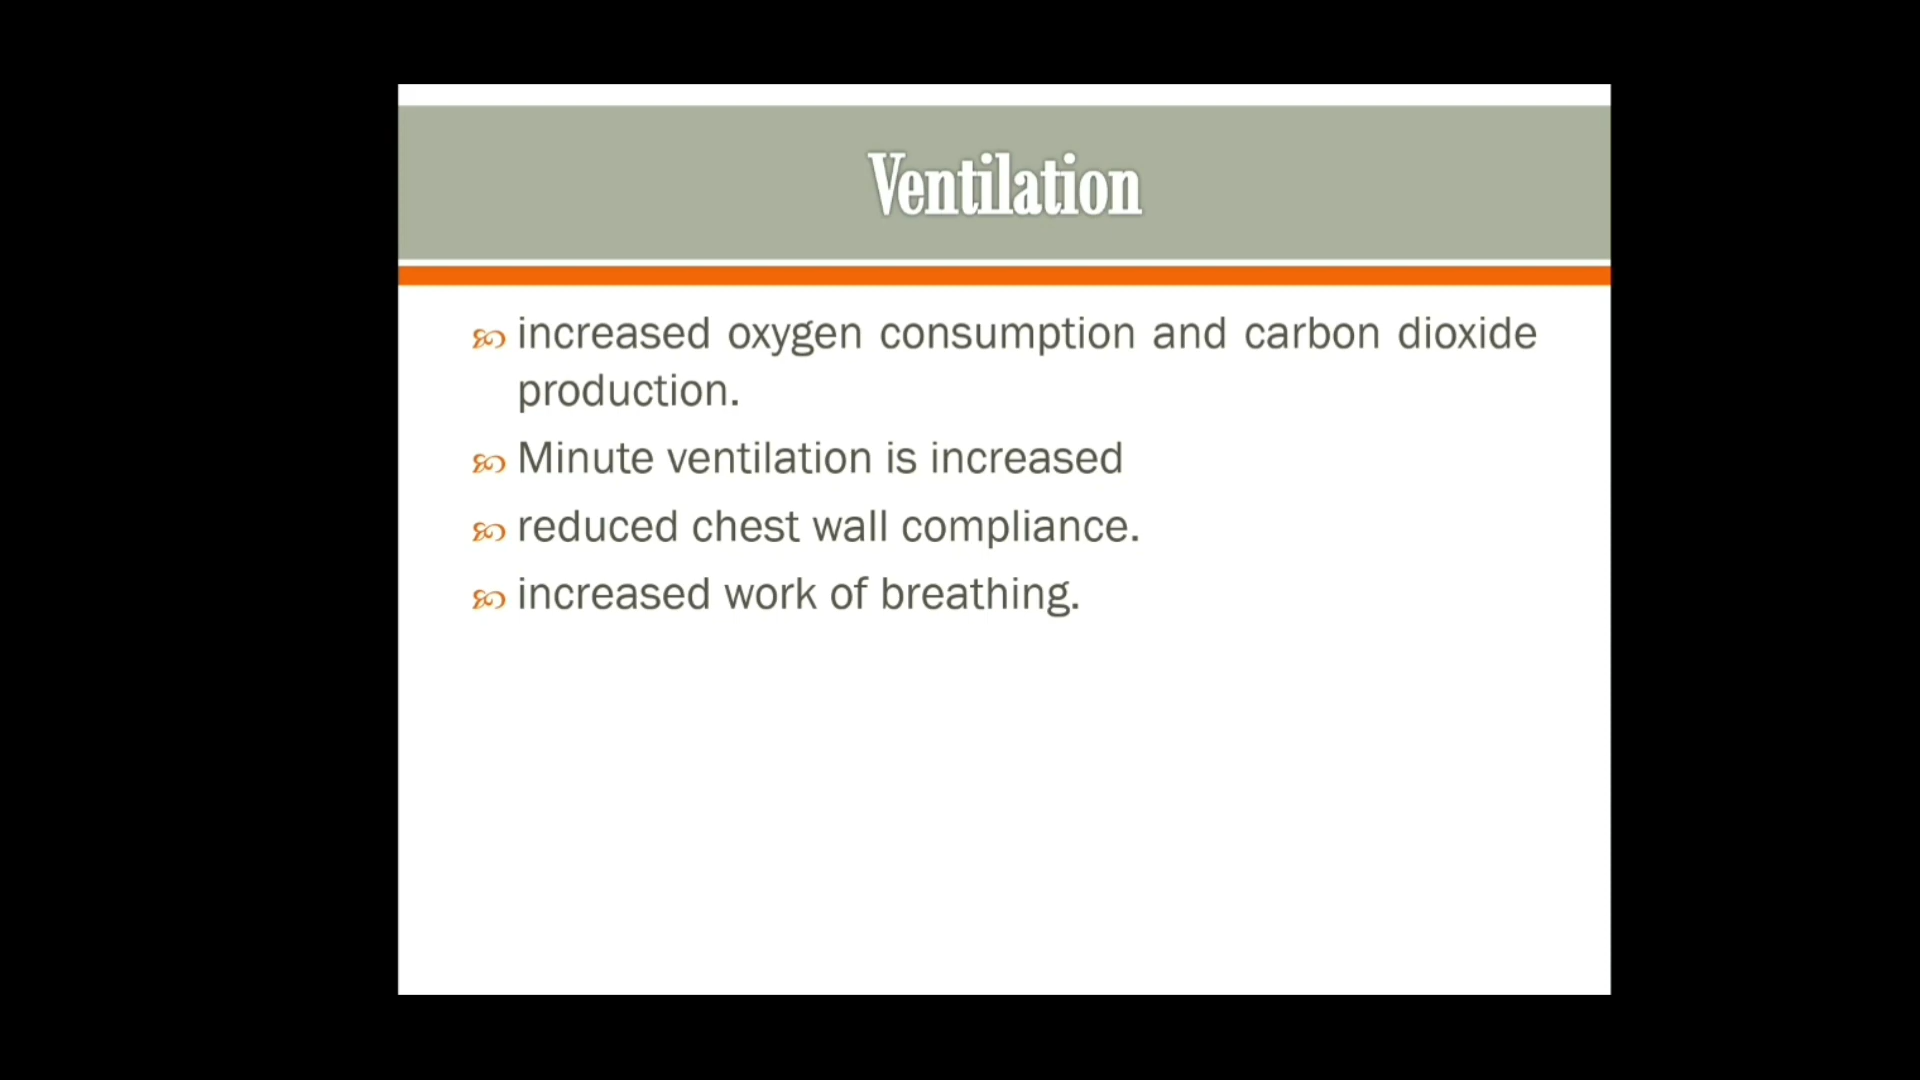 Ventilation
increased oxygen consumption and carbon dioxide
production.
Minute ventilation is increased
reduced chest wall compliance.
increased work of breathing.